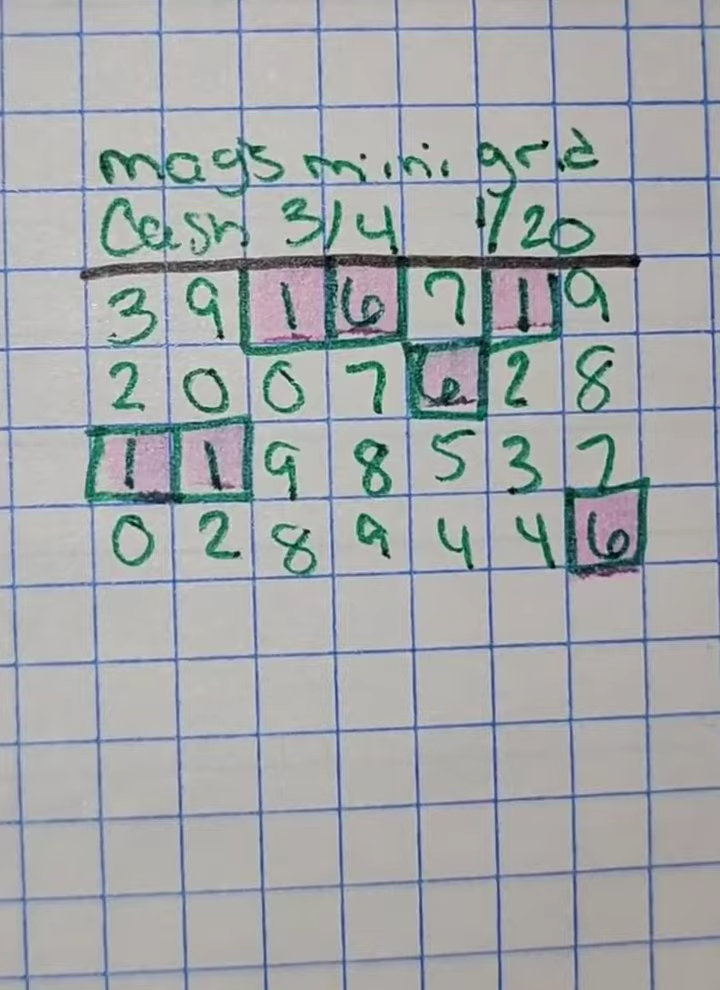 mags mini grid
Cash 3/4 1/20
3 9 1 6 7 1 9
2 0 0 7 6 2 8
1 1 9 8 5 3 7
0 2 8 9 4 4 6